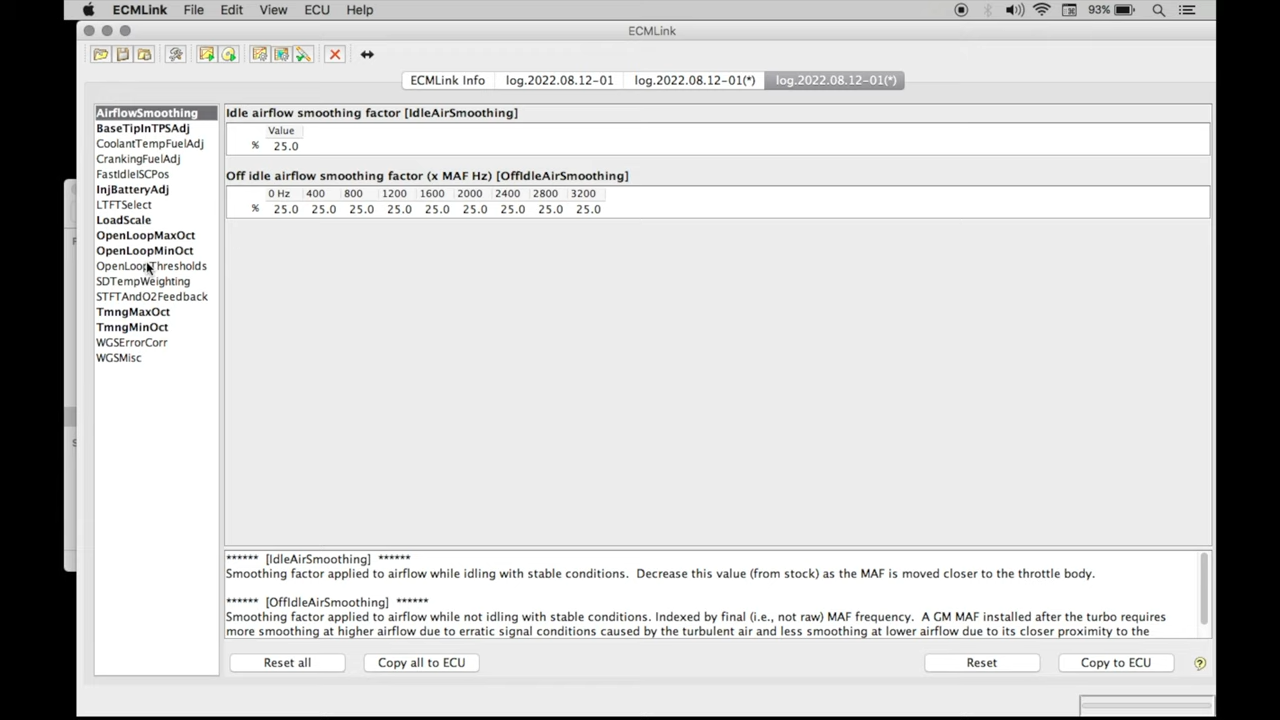 ECMLink File Edit View ECU Help 93%
ECMLink
ECMLink Info log.2022.08.12-01 log.2022.08.12-01(*) log.2022.08.12-01(*)
AirflowSmoothing
BaseTipInTPSAdj
CoolantTempFuelAdj
CrankingFuelAdj
FastIdleISCPos
InjBatteryAdj
LTFTSelect
LoadScale
OpenLoopMaxOct
OpenLoopMinOct
OpenLoopThresholds
SDTempWeighting
STFTAndO2Feedback
TmngMaxOct
TmngMinOct
WGSErrorCorr
WGSMisc
Idle airflow smoothing factor [IdleAirSmoothing]
Value
% 25.0
Off idle airflow smoothing factor (x MAF Hz) [OffIdleAirSmoothing]
0 Hz 400 800 1200 1600 2000 2400 2800 3200
% 25.0 25.0 25.0 25.0 25.0 25.0 25.0 25.0 25.0
****** [IdleAirSmoothing] ******
Smoothing factor applied to airflow while idling with stable conditions. Decrease this value (from stock) as the MAF is moved closer to the throttle body.
****** [OffIdleAirSmoothing] ******
Smoothing factor applied to airflow while not idling with stable conditions. Indexed by final (i.e., not raw) MAF frequency. A GM MAF installed after the turbo requires
more smoothing at higher airflow due to erratic signal conditions caused by the turbulent air and less smoothing at lower airflow due to its closer proximity to the
Reset all Copy all to ECU Reset Copy to ECU ?